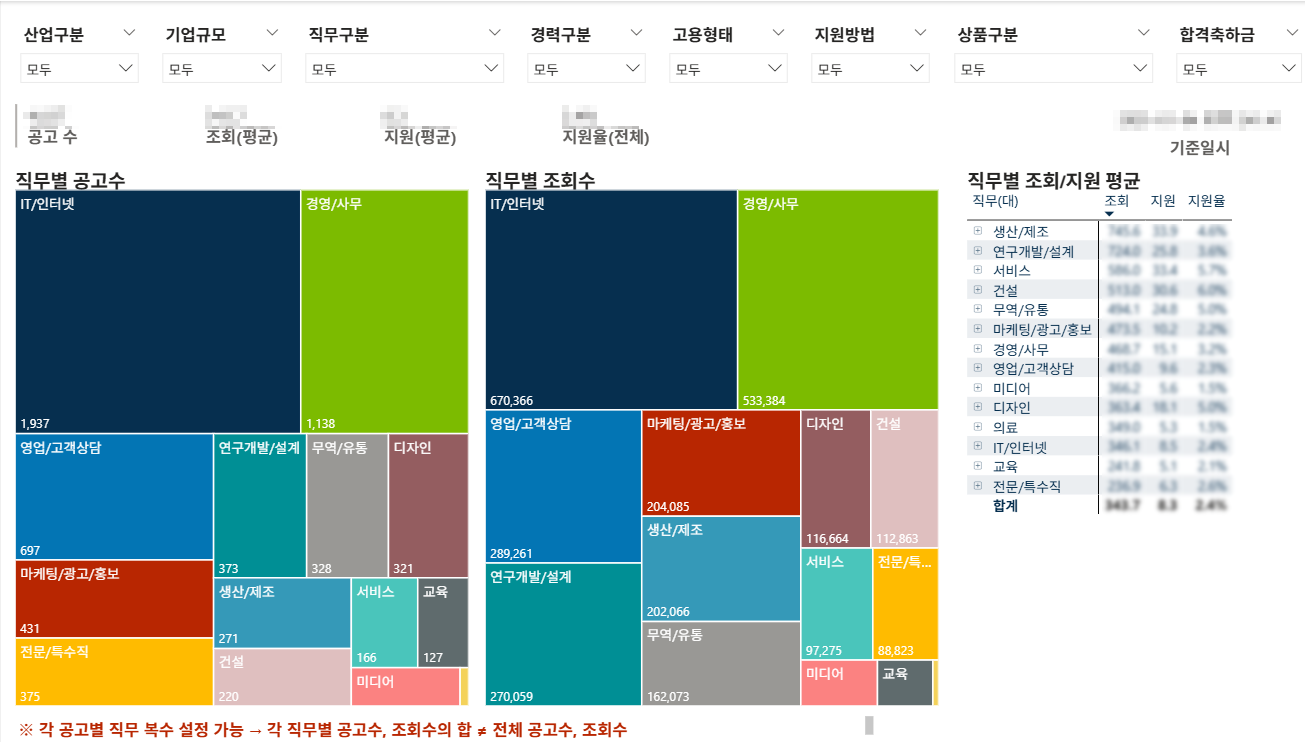 산업구분 기업규모 직무구분 경력구분 고용형태 지원방법 상품구분 합격축하금
모두 모두 모두 모두 모두 모두 모두 모두
공고 수 조회(평균) 지원(평균) 지원율(전체)
기준일시
직무별 공고수
IT/인터넷
1,937
경영/사무
1,138
영업/고객상담
697
연구개발/설계
373
무역/유통
328
디자인
321
마케팅/광고/홍보
431
생산/제조
271
서비스
166
교육
127
전문/특수직
375
건설
220
미디어
직무별 조회수
IT/인터넷
670,366
경영/사무
533,384
영업/고객상담
289,261
마케팅/광고/홍보
204,085
디자인
116,664
건설
112,863
생산/제조
202,066
연구개발/설계
270,059
서비스
97,275
전문/특...
88,823
무역/유통
162,073
미디어
교육
직무별 조회/지원 평균
직무(대) 조회 지원 지원율
생산/제조
연구개발/설계
서비스
건설
무역/유통
마케팅/광고/홍보
경영/사무
영업/고객상담
미디어
디자인
의료
IT/인터넷
교육
전문/특수직
합계
※ 각 공고별 직무 복수 설정 가능 → 각 직무별 공고수, 조회수의 합 ≠ 전체 공고수, 조회수